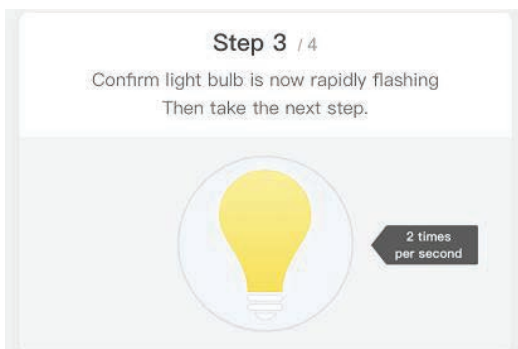 Step 3 / 4
Confirm light bulb is now rapidly flashing
Then take the next step.
2 times
per second